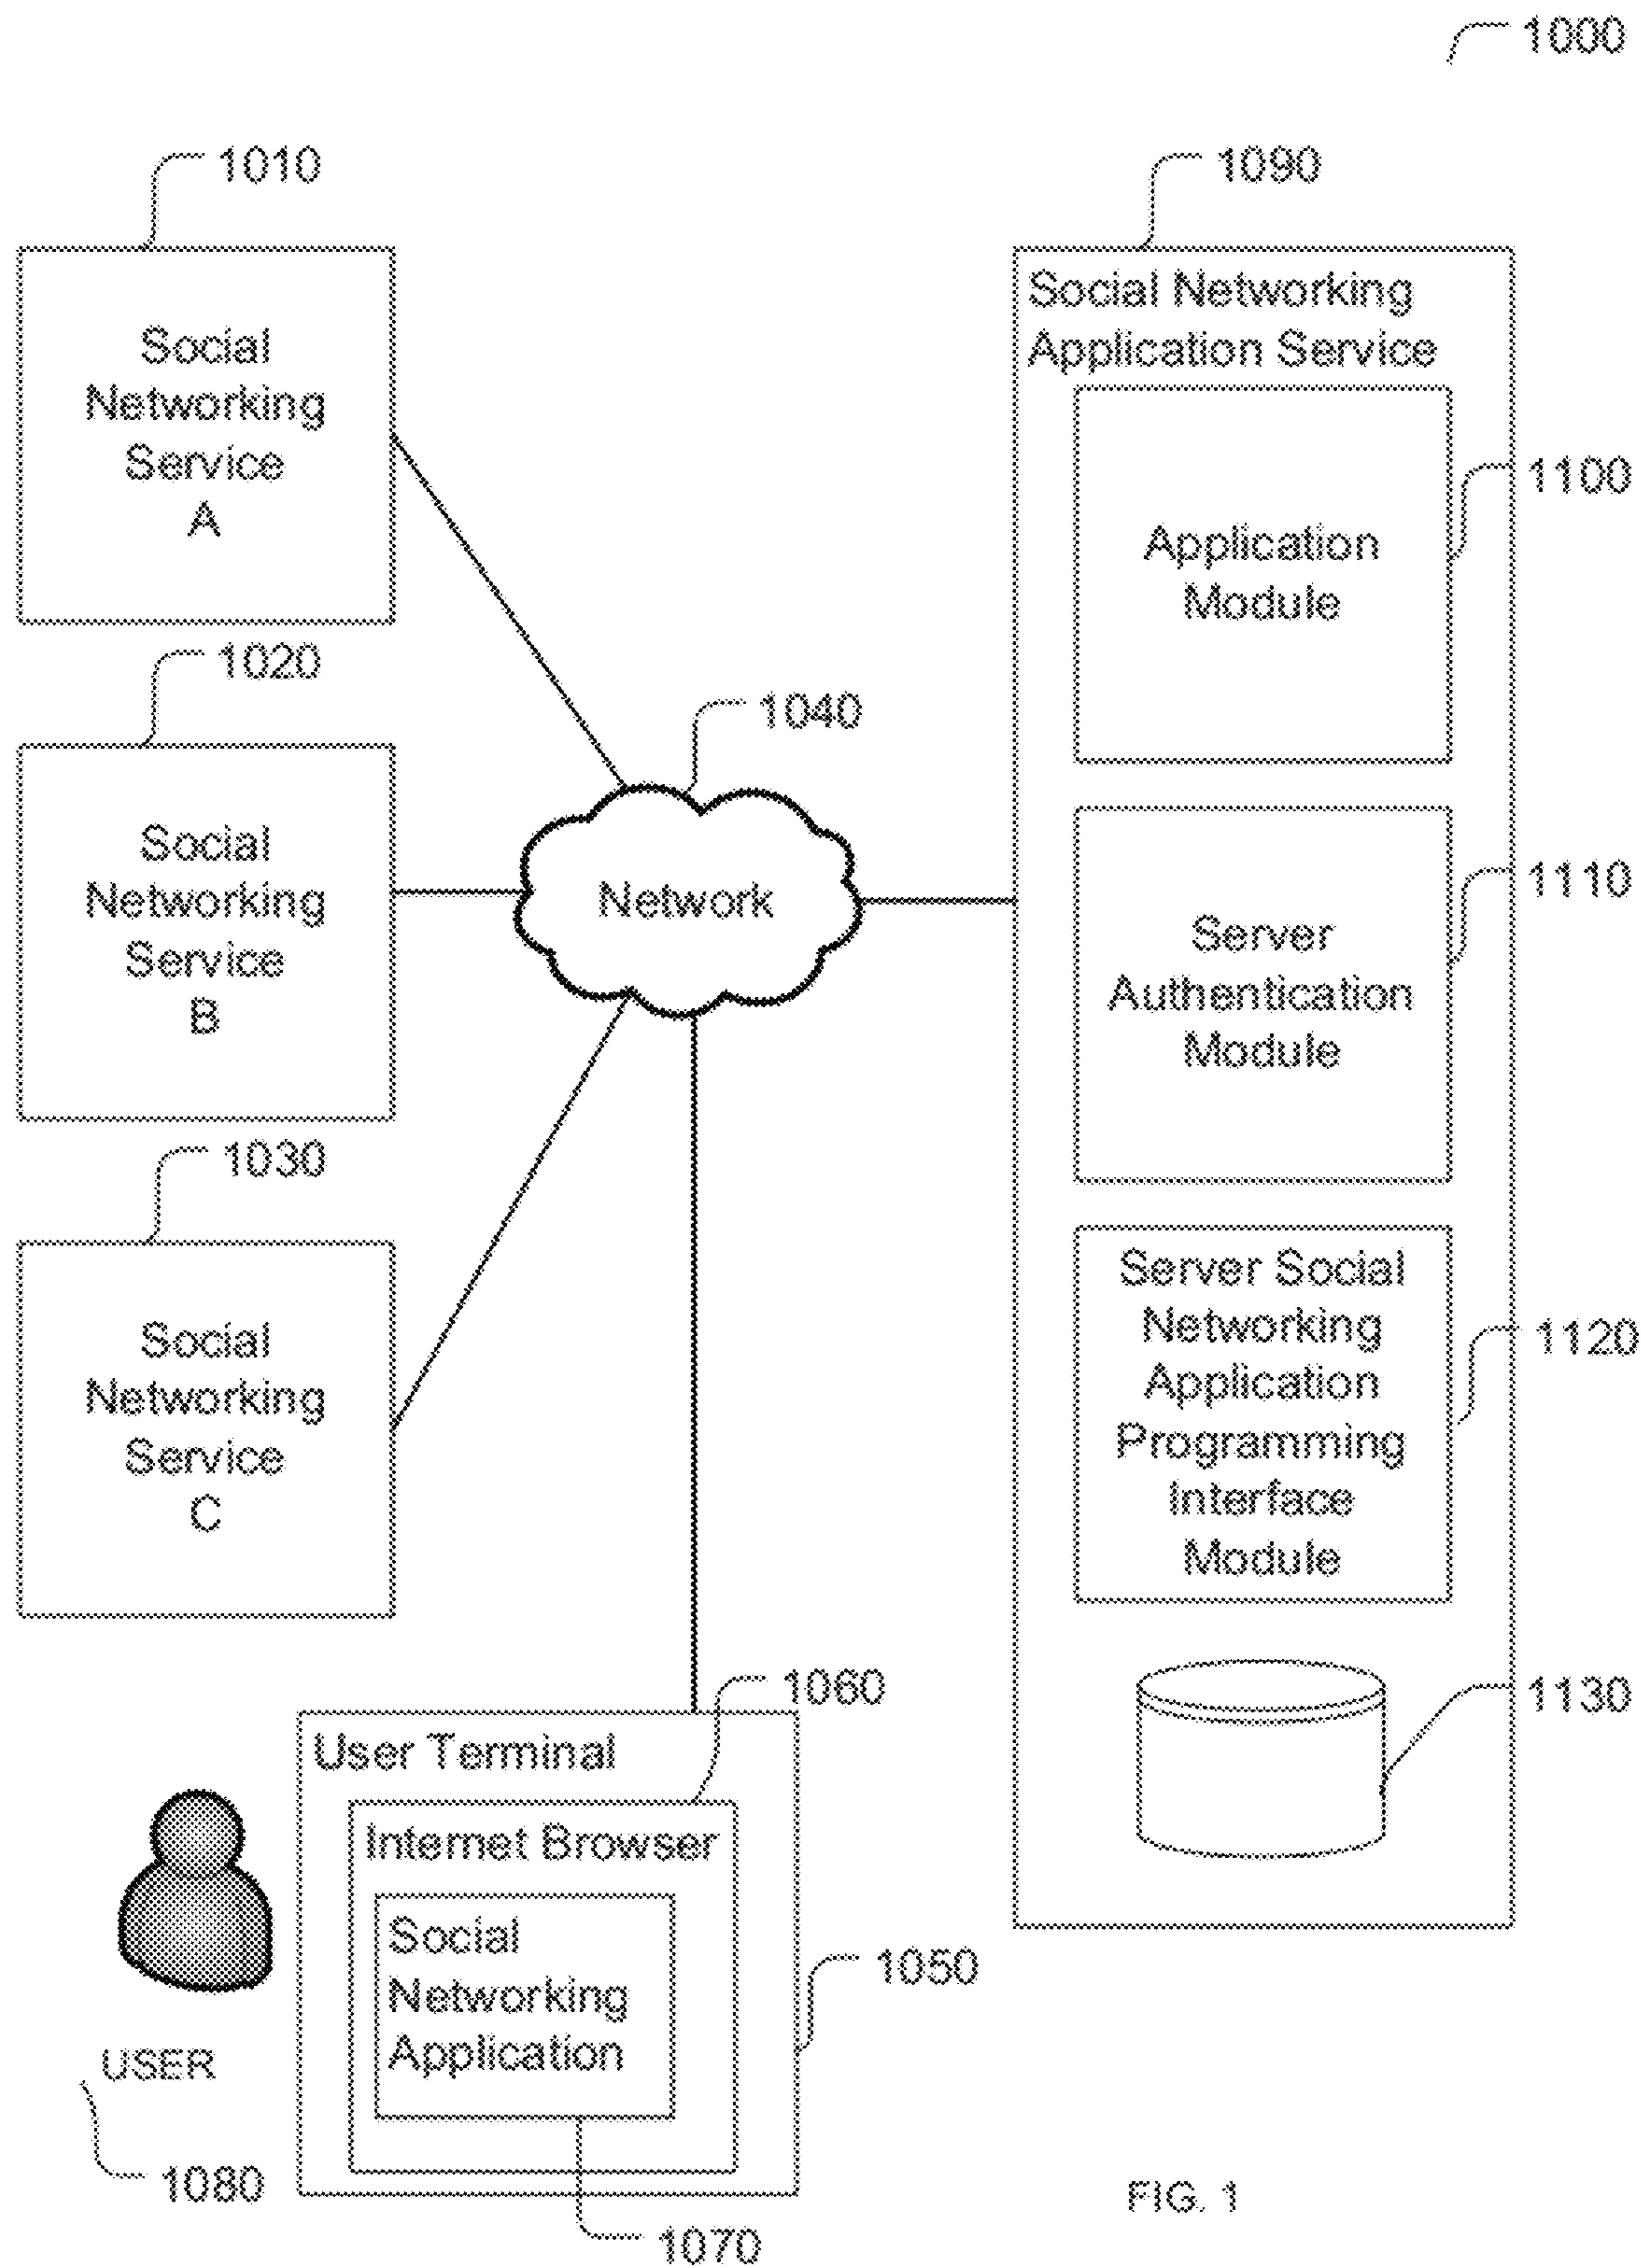 1000
1010
Social
Networking
Service
A
1020
Social
Networking
Service
B
1030
Social
Networking
Service
C
1040
Network
1090
Social Networking
Application Service
Application
Module
1100
Server
Authentication
Module
1110
Server Social
Networking
Application
Programming
Interface
Module
1120
1130
1060
User Terminal
Internet Browser
Social
Networking
Application
1050
USER
1080
1070
FIG. 1